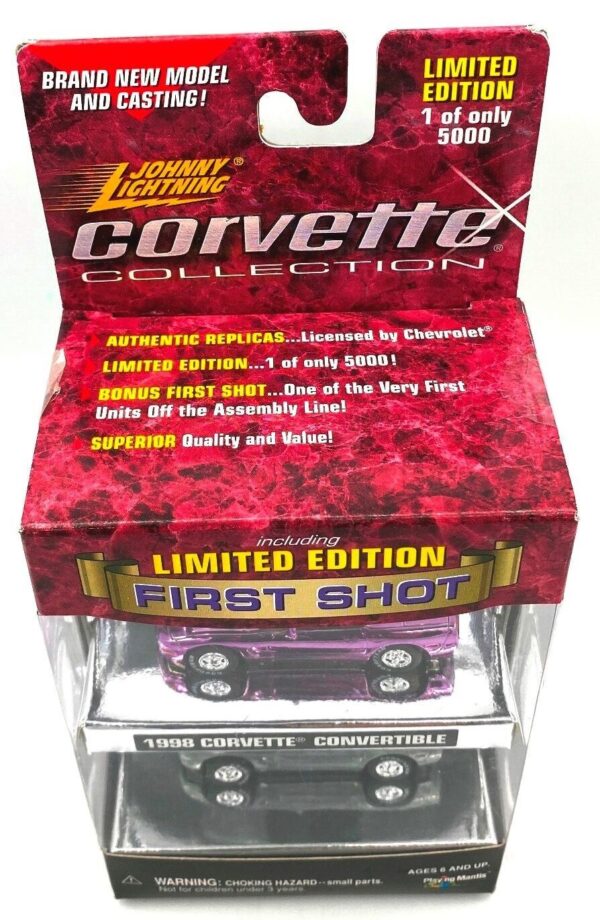 BRAND NEW MODEL
AND CASTING!
LIMITED
EDITION
1 of only
5000
JOHNNY
LIGHTNING®
corvette®
COLLECTION
AUTHENTIC REPLICAS...Licensed by Chevrolet®
LIMITED EDITION...1 of only 5000!
BONUS FIRST SHOT...One of the Very First
Units Off the Assembly Line!
SUPERIOR Quality and Value!
including
LIMITED EDITION
FIRST SHOT
1998 CORVETTE® CONVERTIBLE
WARNING: CHOKING HAZARD--small parts.
Not for children under 3 years.
AGES 6 AND UP.
Playing Mantis